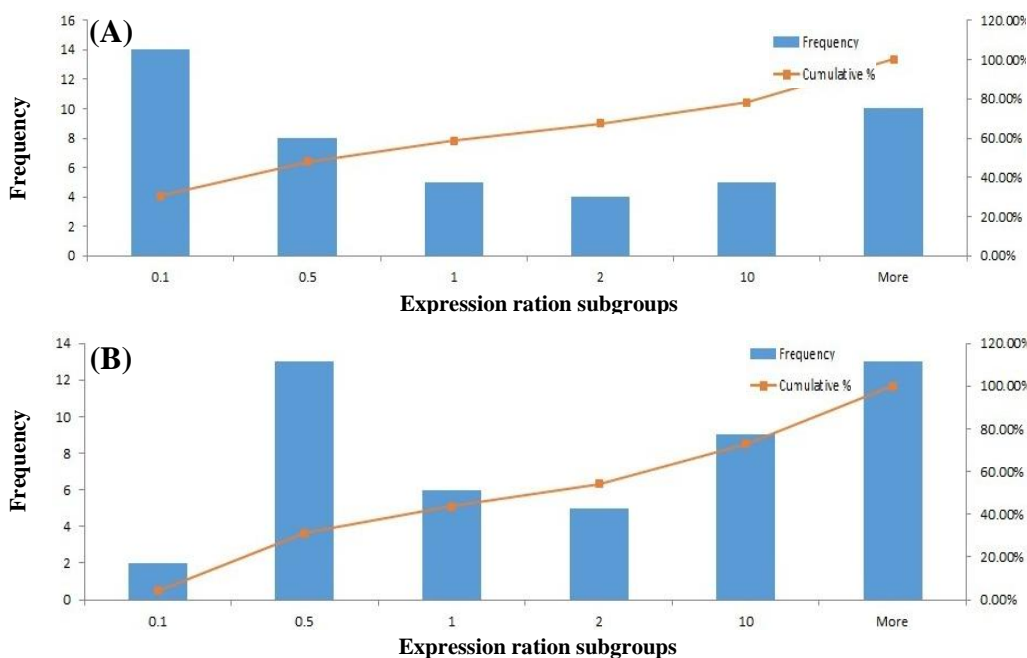 (A)
Frequency
16
14
12
10
8
6
4
2
0
120.00%
100.00%
80.00%
60.00%
40.00%
20.00%
0.00%
Frequency
Cumulative %
0.1 0.5 1 2 10 More
Expression ration subgroups
(B)
Frequency
14
12
10
8
6
4
2
0
120.00%
100.00%
80.00%
60.00%
40.00%
20.00%
0.00%
Frequency
Cumulative %
0.1 0.5 1 2 10 More
Expression ration subgroups